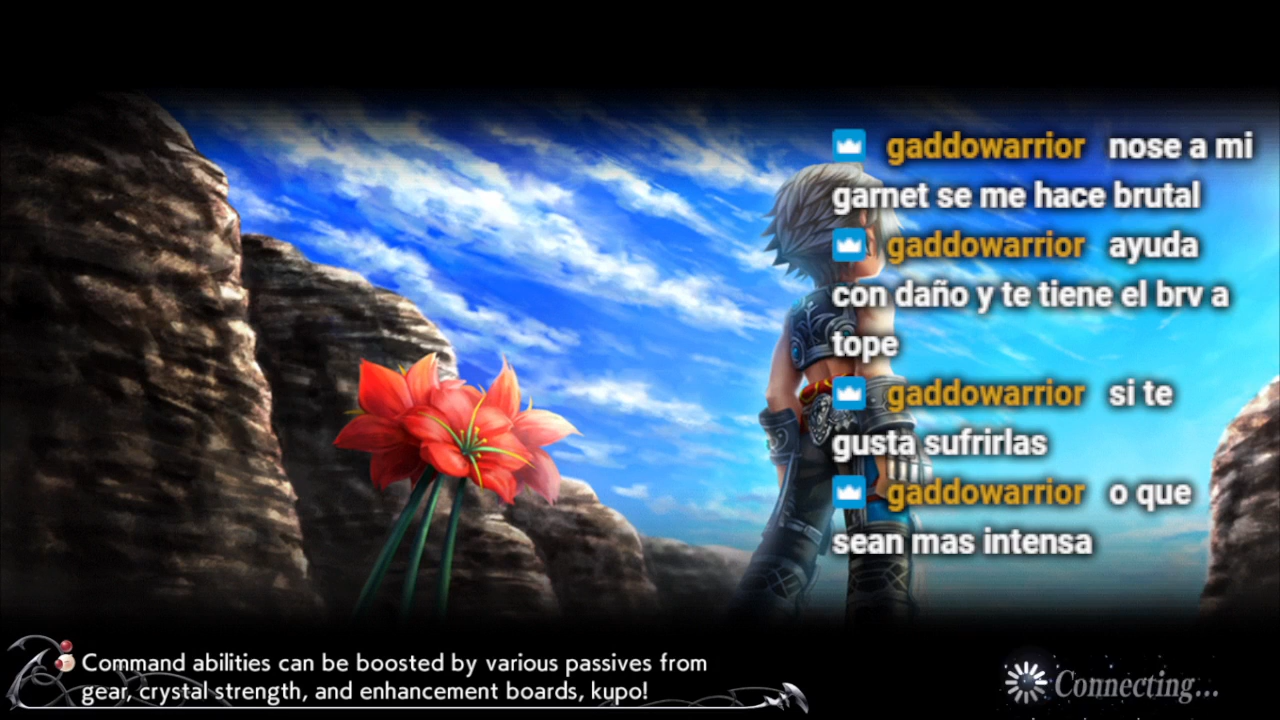 gaddowarrior nose a mi
garnet se me hace brutal
gaddowarrior ayuda
con daño y te tiene el brv a
tope
gaddowarrior si te
gusta sufrirlas
gaddowarrior o que
sean mas intensa
Command abilities can be boosted by various passives from
gear, crystal strength, and enhancement boards, kupo!
Connecting...